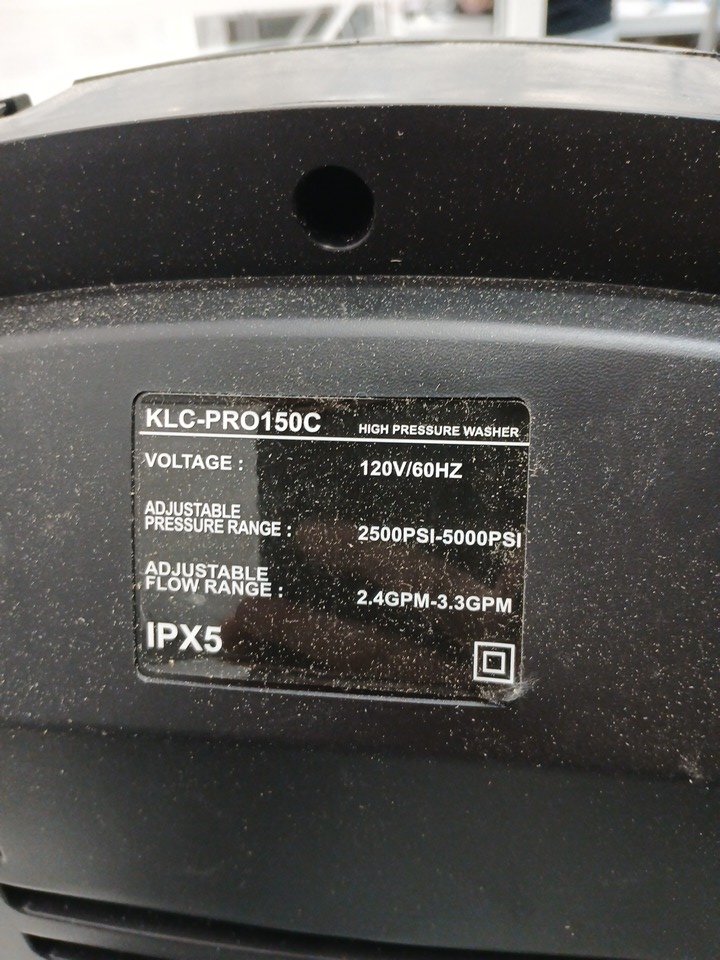 KLC-PRO150C HIGH PRESSURE WASHER
VOLTAGE : 120V/60HZ
ADJUSTABLE
PRESSURE RANGE : 2500PSI-5000PSI
ADJUSTABLE
FLOW RANGE : 2.4GPM-3.3GPM
IPX5